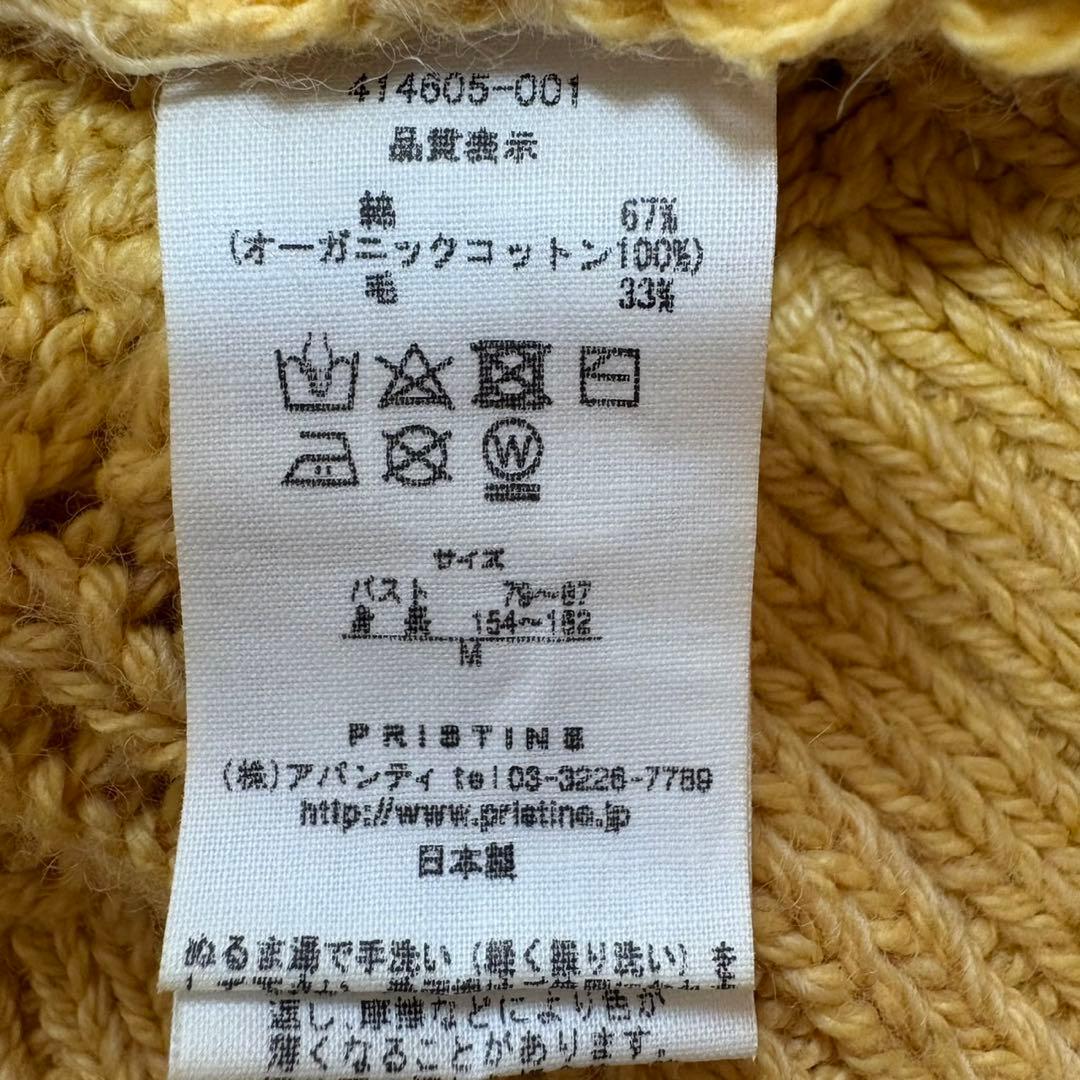 414605-001
品質表示
綿 67%
(オーガニックコットン100%)
毛 33%
W
サイズ
バスト 79〜87
身長 154〜162
M
PRISTINE
(株)アバンティ tel03-3226-7789
http://www.pristine.jp
日本製
ぬるま湯で手洗い(軽く振り洗い)を
返し、摩擦などにより色が
薄くなることがあります。